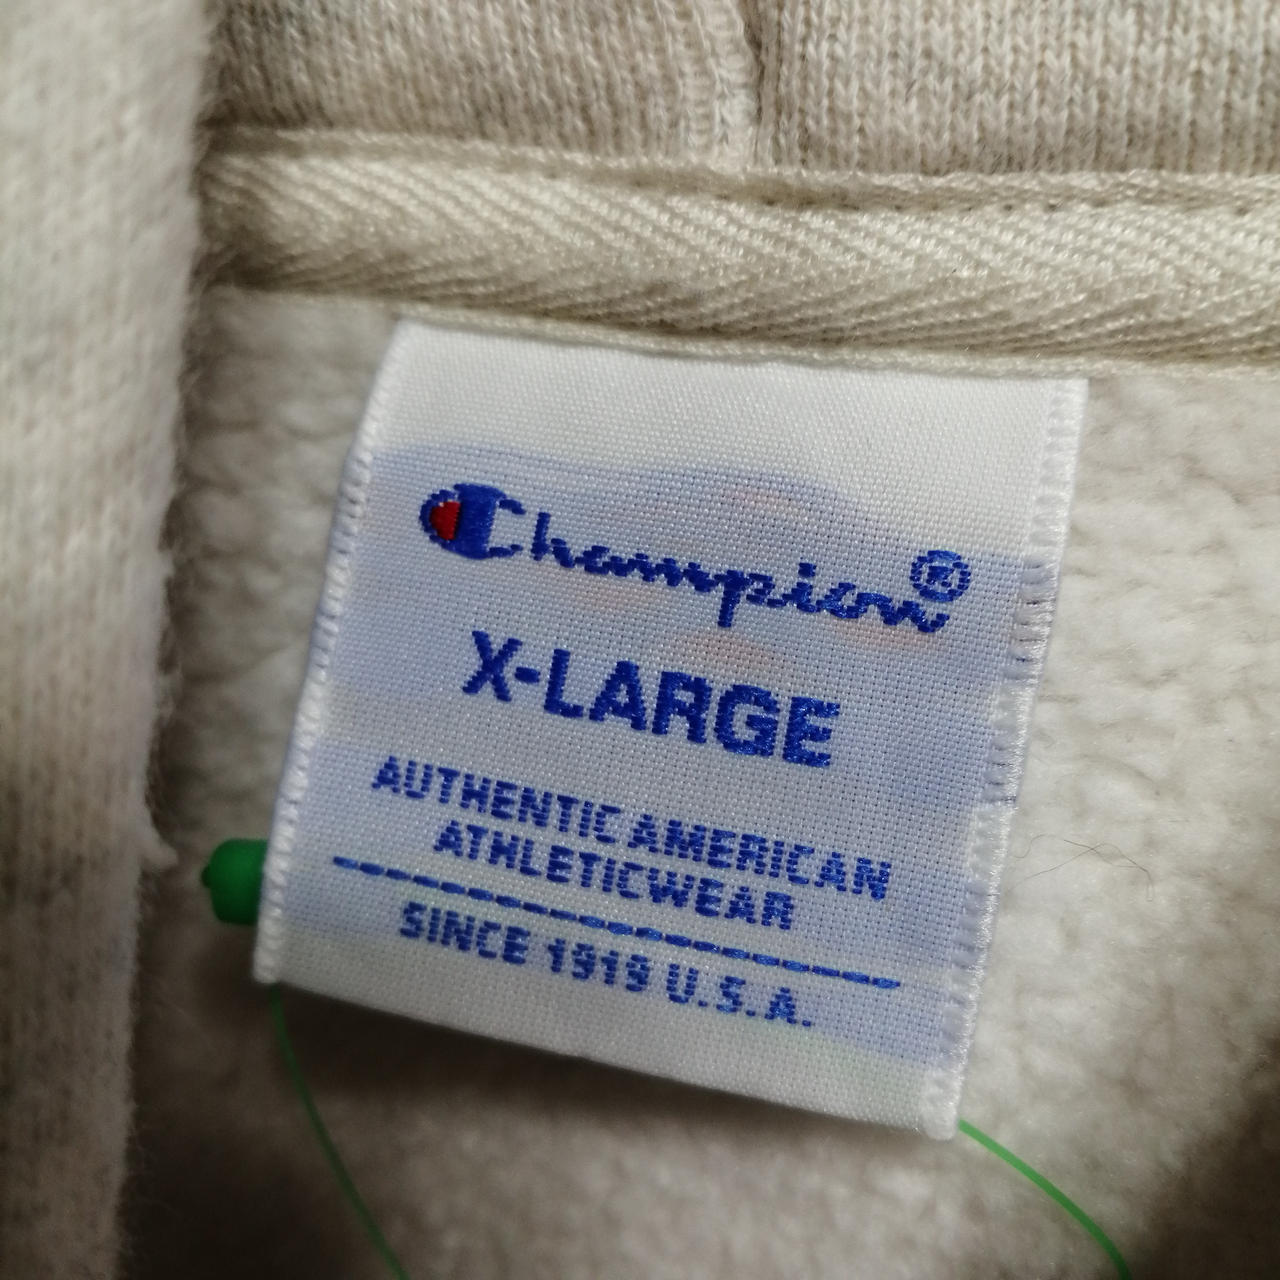 Champion®
X-LARGE
AUTHENTIC AMERICAN
ATHLETICWEAR
SINCE 1919 U.S.A.